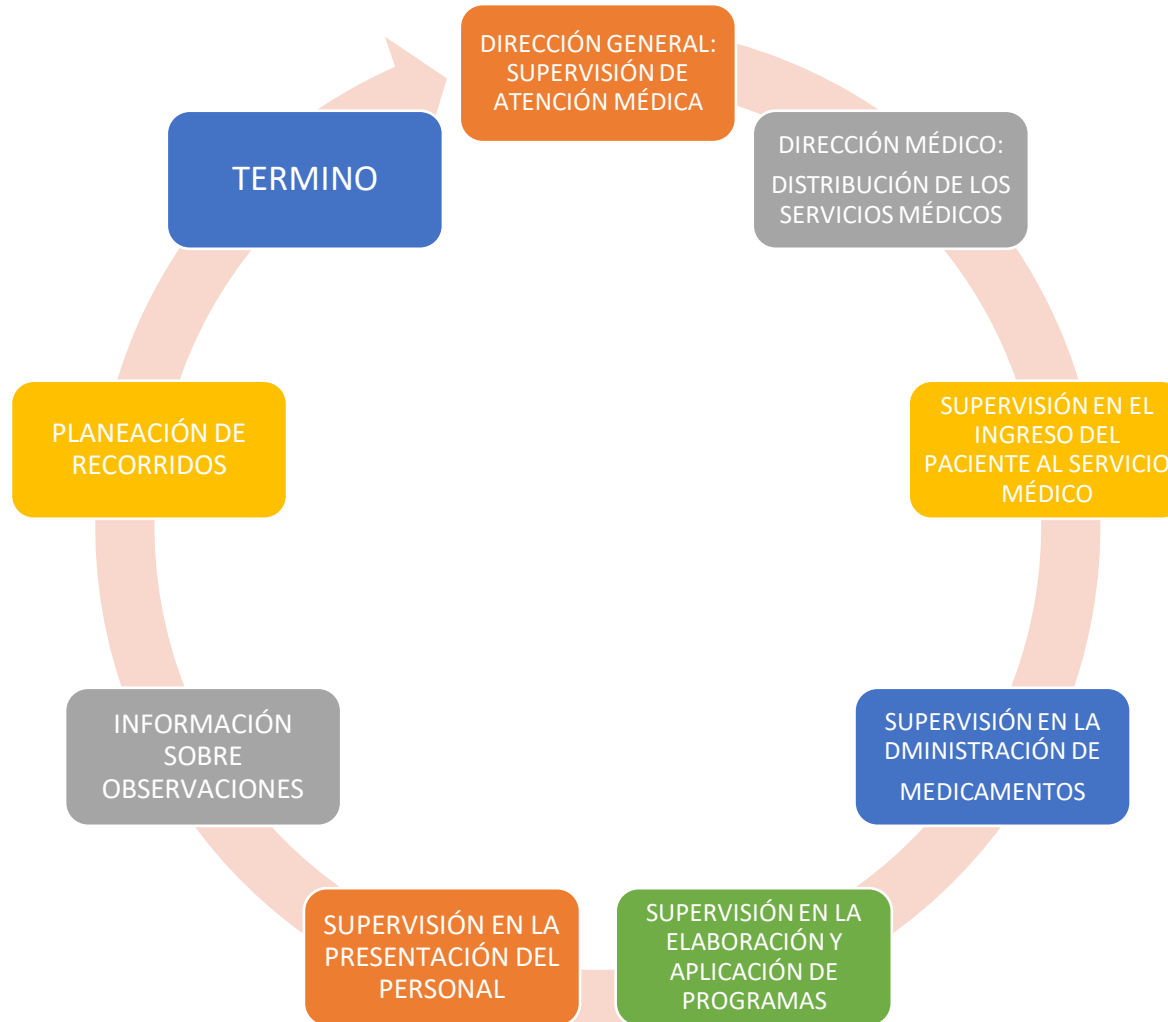 DIRECCIÓN GENERAL:
SUPERVISIÓN DE
ATENCIÓN MÉDICA
DIRECCIÓN MÉDICO:
DISTRIBUCIÓN DE LOS
SERVICIOS MÉDICOS
SUPERVISIÓN EN EL
INGRESO DEL
PACIENTE AL SERVICIO
MÉDICO
SUPERVISIÓN EN LA
DMINISTRACIÓN DE
MEDICAMENTOS
SUPERVISIÓN EN LA
ELABORACIÓN Y
APLICACIÓN DE
PROGRAMAS
SUPERVISIÓN EN LA
PRESENTACIÓN DEL
PERSONAL
INFORMACIÓN
SOBRE
OBSERVACIONES
PLANEACIÓN DE
RECORRIDOS
TERMINO